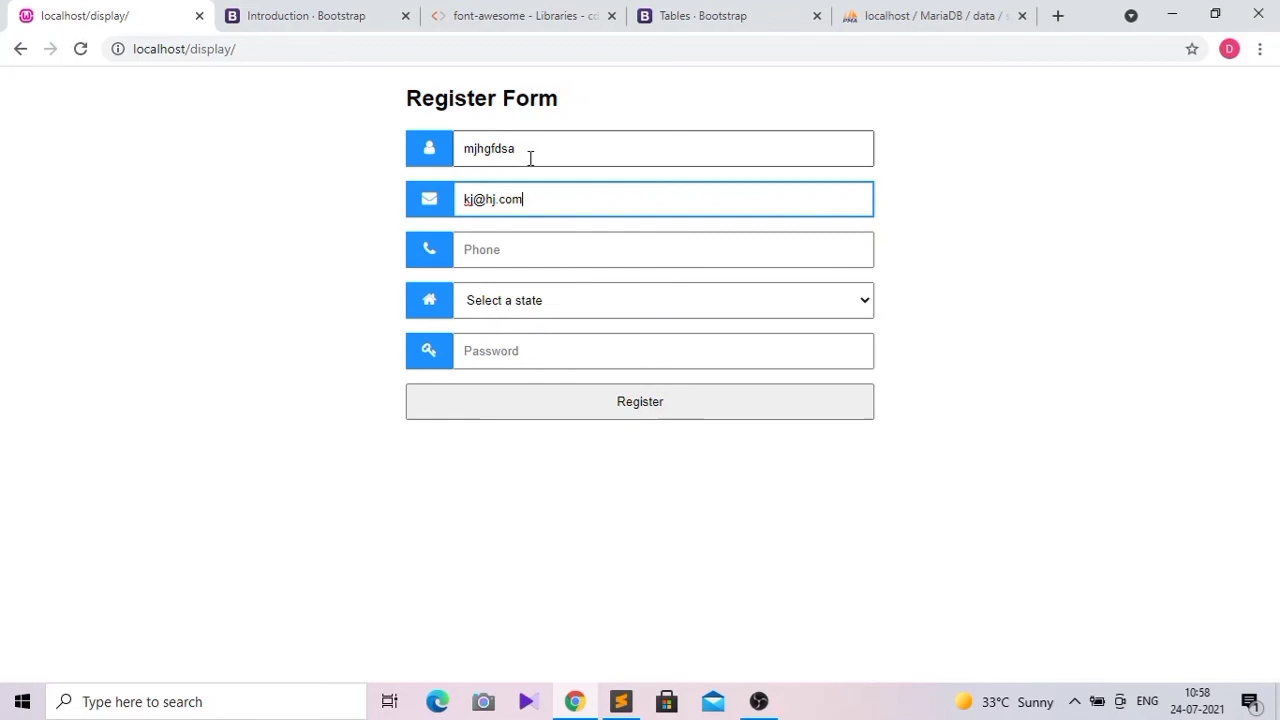 localhost/display/
Introduction · Bootstrap
font-awesome - Libraries - cd
Tables · Bootstrap
localhost / MariaDB / data /
localhost/display/
D
Register Form
mjhgfdsa
kj@hj.com
Phone
Select a state
Password
Register
Type here to search
33°C Sunny
ENG
10:58
24-07-2021
1